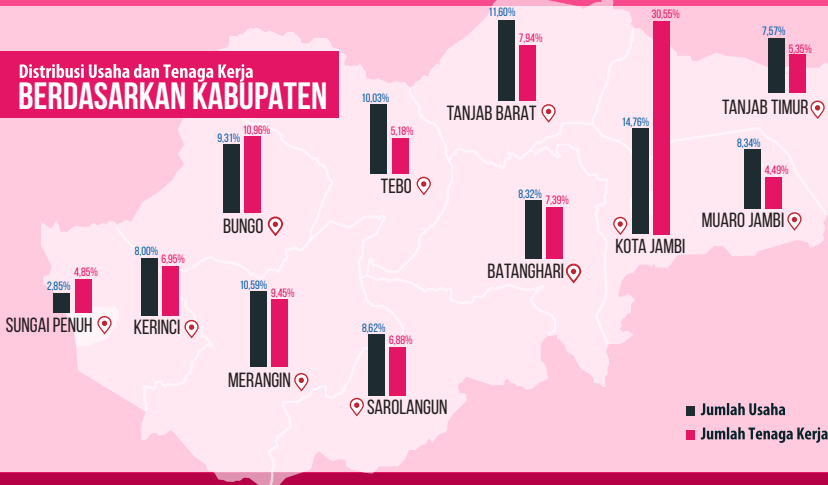 Distribusi Usaha dan Tenaga Kerja
BERDASARKAN KABUPATEN
11,60%
7,94%
TANJAB BARAT
30,55%
14,76%
KOTA JAMBI
7,57%
5,35%
TANJAB TIMUR
10,03%
5,18%
TEBO
9,31%
10,96%
BUNGO
8,34%
4,49%
MUARO JAMBI
8,32%
7,39%
BATANGHARI
2,85%
4,85%
SUNGAI PENUH
8,00%
6,95%
KERINCI
10,59%
9,45%
MERANGIN
8,62%
6,88%
SAROLANGUN
Jumlah Usaha
Jumlah Tenaga Kerja